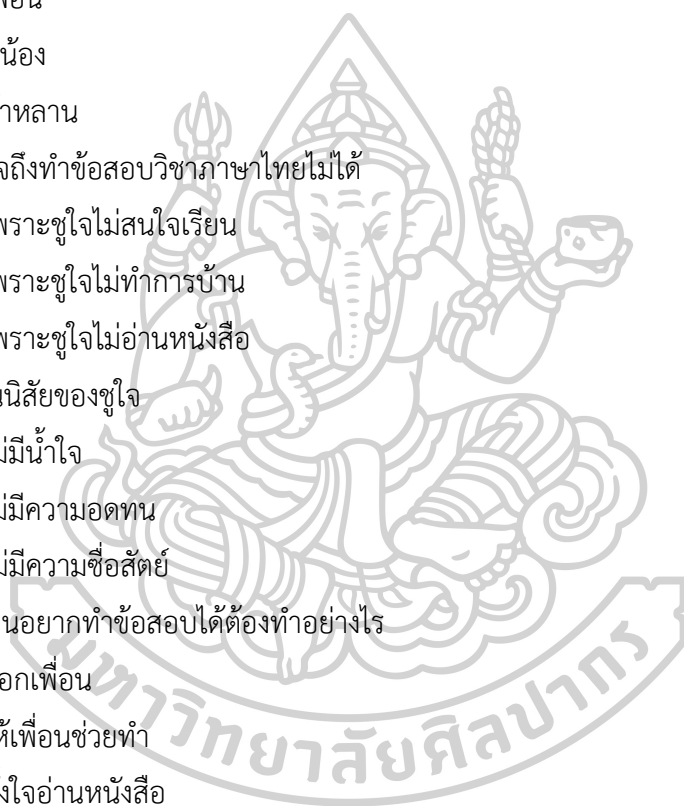 พื่อน
น้อง
าหลาน
จถึงทำข้อสอบวิชาภาษาไทยไม่ได้
พราะชูใจไม่สนใจเรียน
พราะชูใจไม่ทำการบ้าน
พราะชูใจไม่อ่านหนังสือ
นนิสัยของชูใจ
ม่มีน้ำใจ
ม่มีความอดทน
ม่มีความซื่อสัตย์
นอยากทำข้อสอบได้ต้องทำอย่างไร
อกเพื่อน
ห้เพื่อนช่วยทำ
งใจอ่านหนังสือ
มหาวิทยาลัยศิลปากร